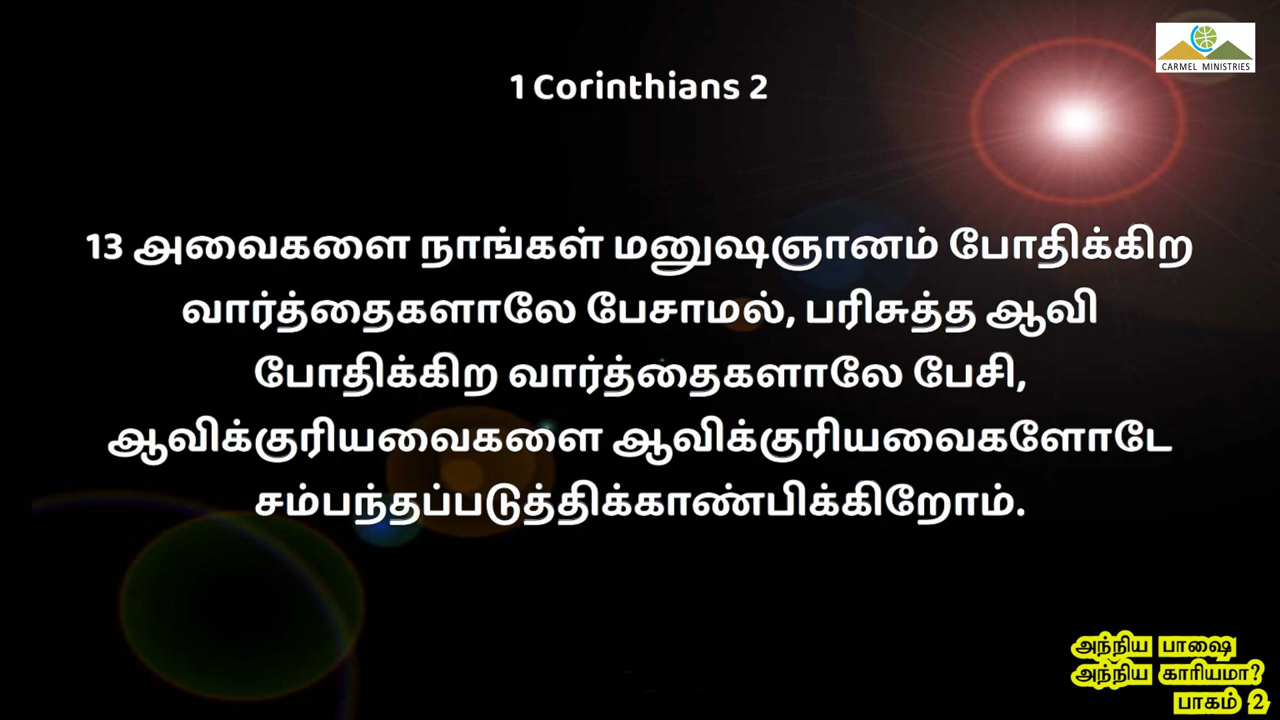 CARMEL MINISTRIES
1 Corinthians 2
13 அவைகளை நாங்கள் மனுஷஞானம் போதிக்கிற
வார்த்தைகளாலே பேசாமல், பரிசுத்த ஆவி
போதிக்கிற வார்த்தைகளாலே பேசி,
ஆவிக்குரியவைகளை ஆவிக்குரியவைகளோடே
சம்பந்தப்படுத்திக்காண்பிக்கிறோம்.
அந்நிய பாஷை
அந்நிய காரியமா?
பாகம் 2